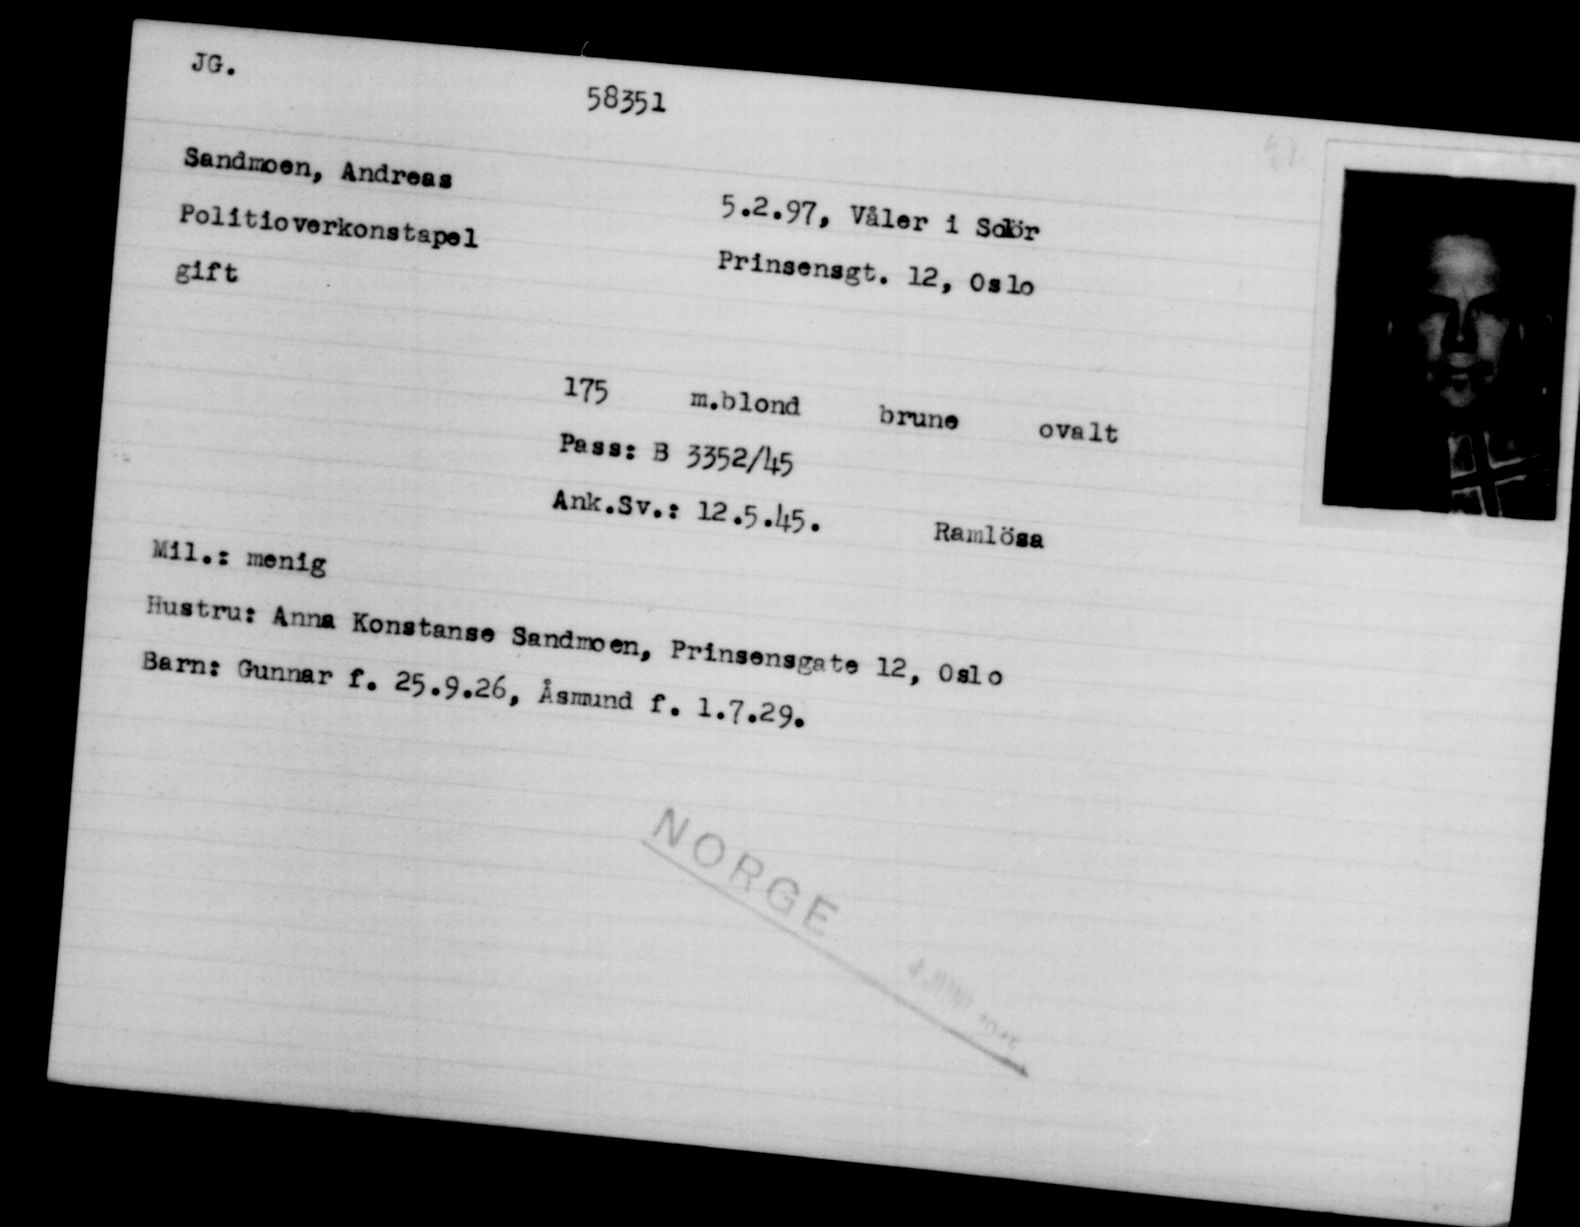 JG.
58351
Sandmoen, Andreas
5.2.97, Våler i Solör
Politioverkonstapel
Prinsensgt. 12, Oslo
gift
175 m.blond brune ovalt
Pass: B 3352/45
Ank.Sv.: 12.5.45. Ramlösa
Mil.: menig
Hustru: Anna Konstanse Sandmoen, Prinsensgate 12, Oslo
Barn: Gunnar f. 25.9.26, Åsmund f. 1.7.29.
NORGE